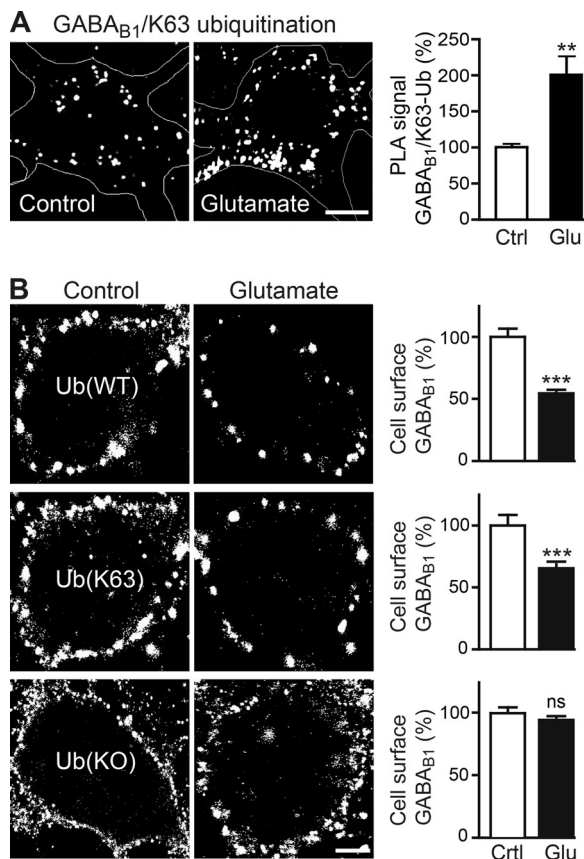 A GABAB1/K63 ubiquitination
Control
Glutamate
PLA signal
GABAB1/K63-Ub (%)
250
200
150
100
50
0
**
Ctrl Glu
B Control Glutamate
Ub(WT)
Cell surface
GABAB1 (%)
100
50
0
***
Ub(K63)
Cell surface
GABAB1 (%)
100
50
0
***
Ub(KO)
Cell surface
GABAB1 (%)
100
50
0
ns
Crtl Glu